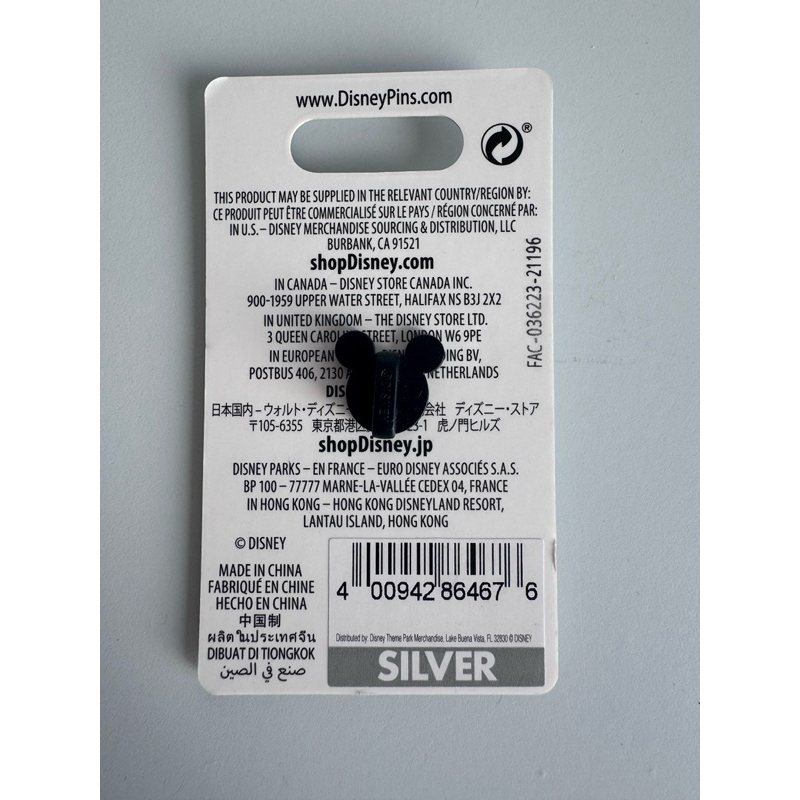 www.DisneyPins.com
®
THIS PRODUCT MAY BE SUPPLIED IN THE RELEVANT COUNTRY/REGION BY:
CE PRODUIT PEUT ÊTRE COMMERCIALISÉ SUR LE PAYS / RÉGION CONCERNÉ PAR:
IN U.S. – DISNEY MERCHANDISE SOURCING & DISTRIBUTION, LLC
BURBANK, CA 91521
shopDisney.com
IN CANADA – DISNEY STORE CANADA INC.
900-1959 UPPER WATER STREET, HALIFAX NS B3J 2X2
IN UNITED KINGDOM – THE DISNEY STORE LTD.
3 QUEEN STREET, LONDON W6 9PE
IN EUROPEAN BV,
POSTBUS 406, 2130
FAC-036223-21196
日本国内 – ウォルト・ディズニー 会社 ディズニー・ストア
〒105-6355 東京都港区 -1 虎ノ門ヒルズ
shopDisney.jp
DISNEY PARKS – EN FRANCE – EURO DISNEY ASSOCIÉS S.A.S.
BP 100 – 77777 MARNE-LA-VALLÉE CEDEX 04, FRANCE
IN HONG KONG – HONG KONG DISNEYLAND RESORT,
LANTAU ISLAND, HONG KONG
© DISNEY
MADE IN CHINA
FABRIQUÉ EN CHINE
HECHO EN CHINA
中国制
ผลิตในประเทศจีน
DIBUAT DI TIONGKOK
صنع في الصين
4 00942 86467 6
Distributed by: Disney Theme Park Merchandise, Lake Buena Vista, FL 32830 © DISNEY
SILVER